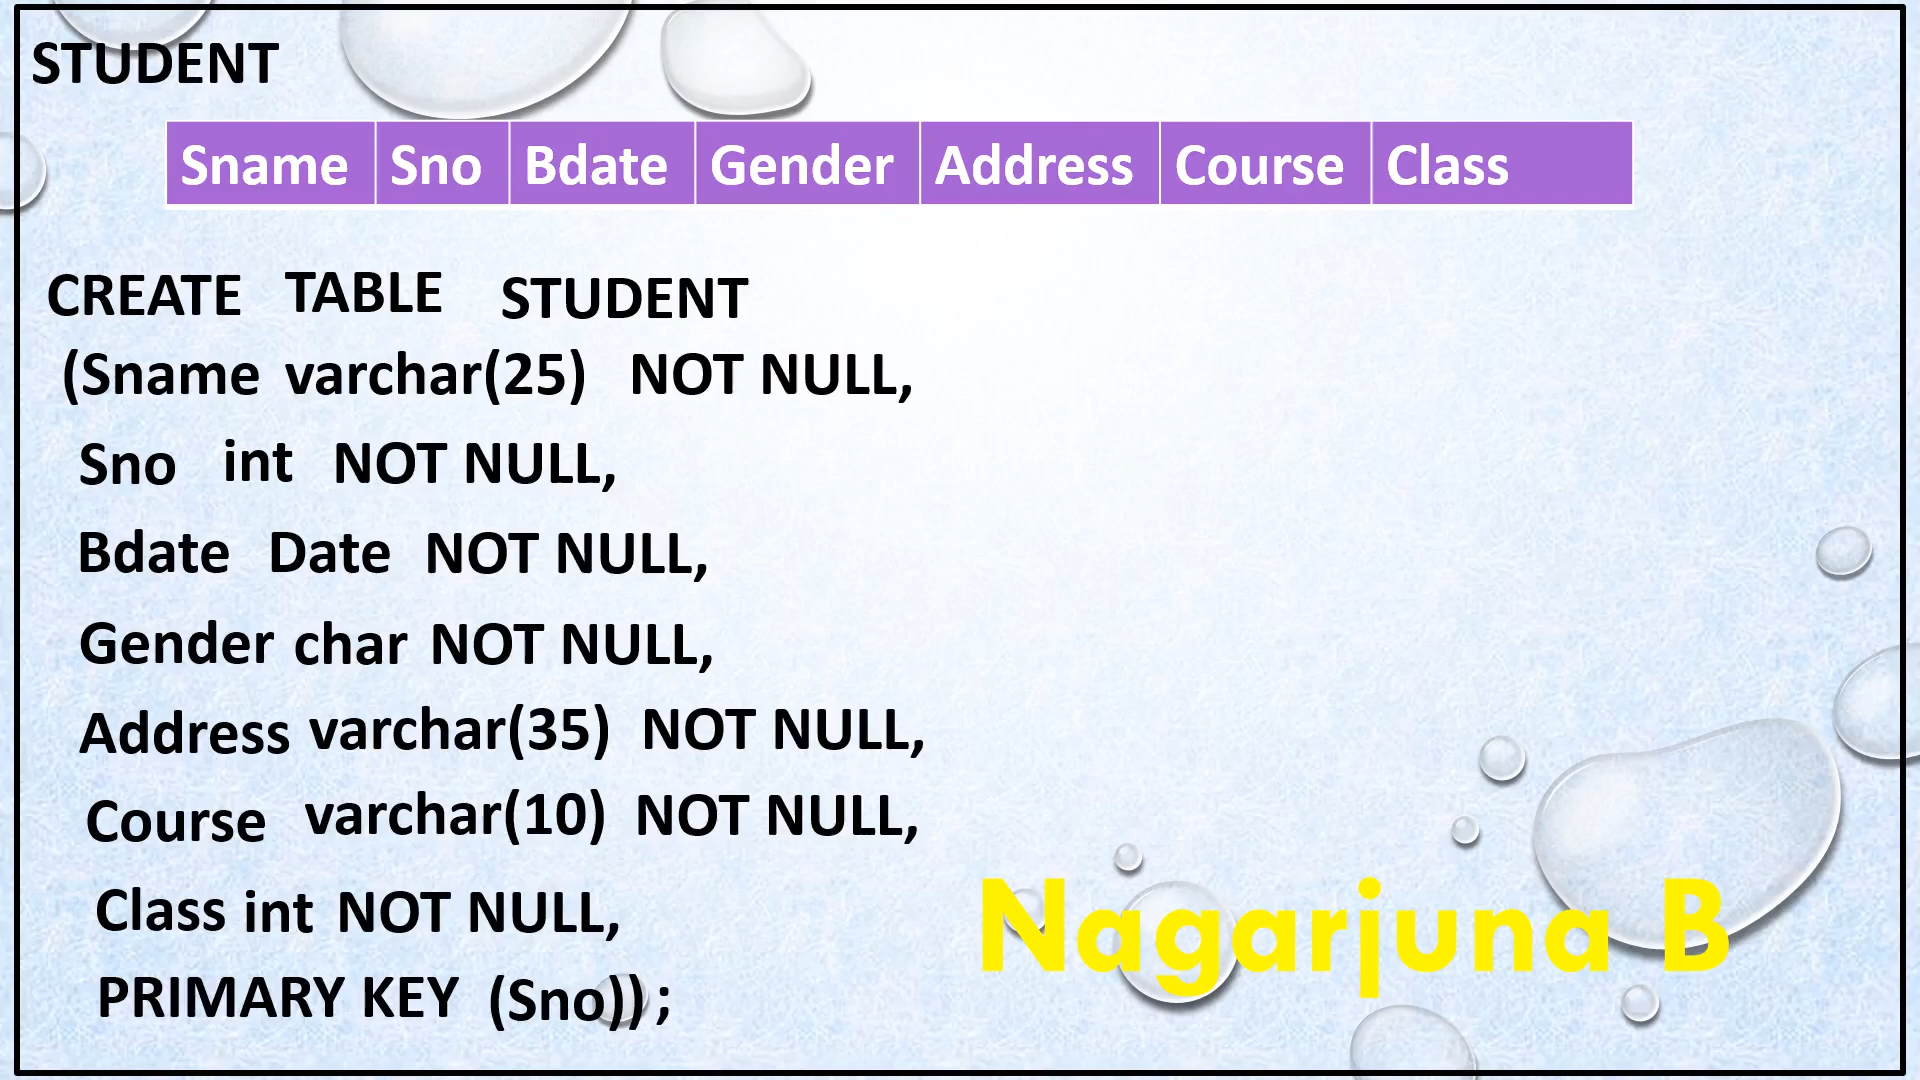 STUDENT
Sname Sno Bdate Gender Address Course Class
CREATE TABLE STUDENT
(Sname varchar(25) NOT NULL,
Sno int NOT NULL,
Bdate Date NOT NULL,
Gender char NOT NULL,
Address varchar(35) NOT NULL,
Course varchar(10) NOT NULL,
Class int NOT NULL,
PRIMARY KEY (Sno)) ;
Nagarjuna B